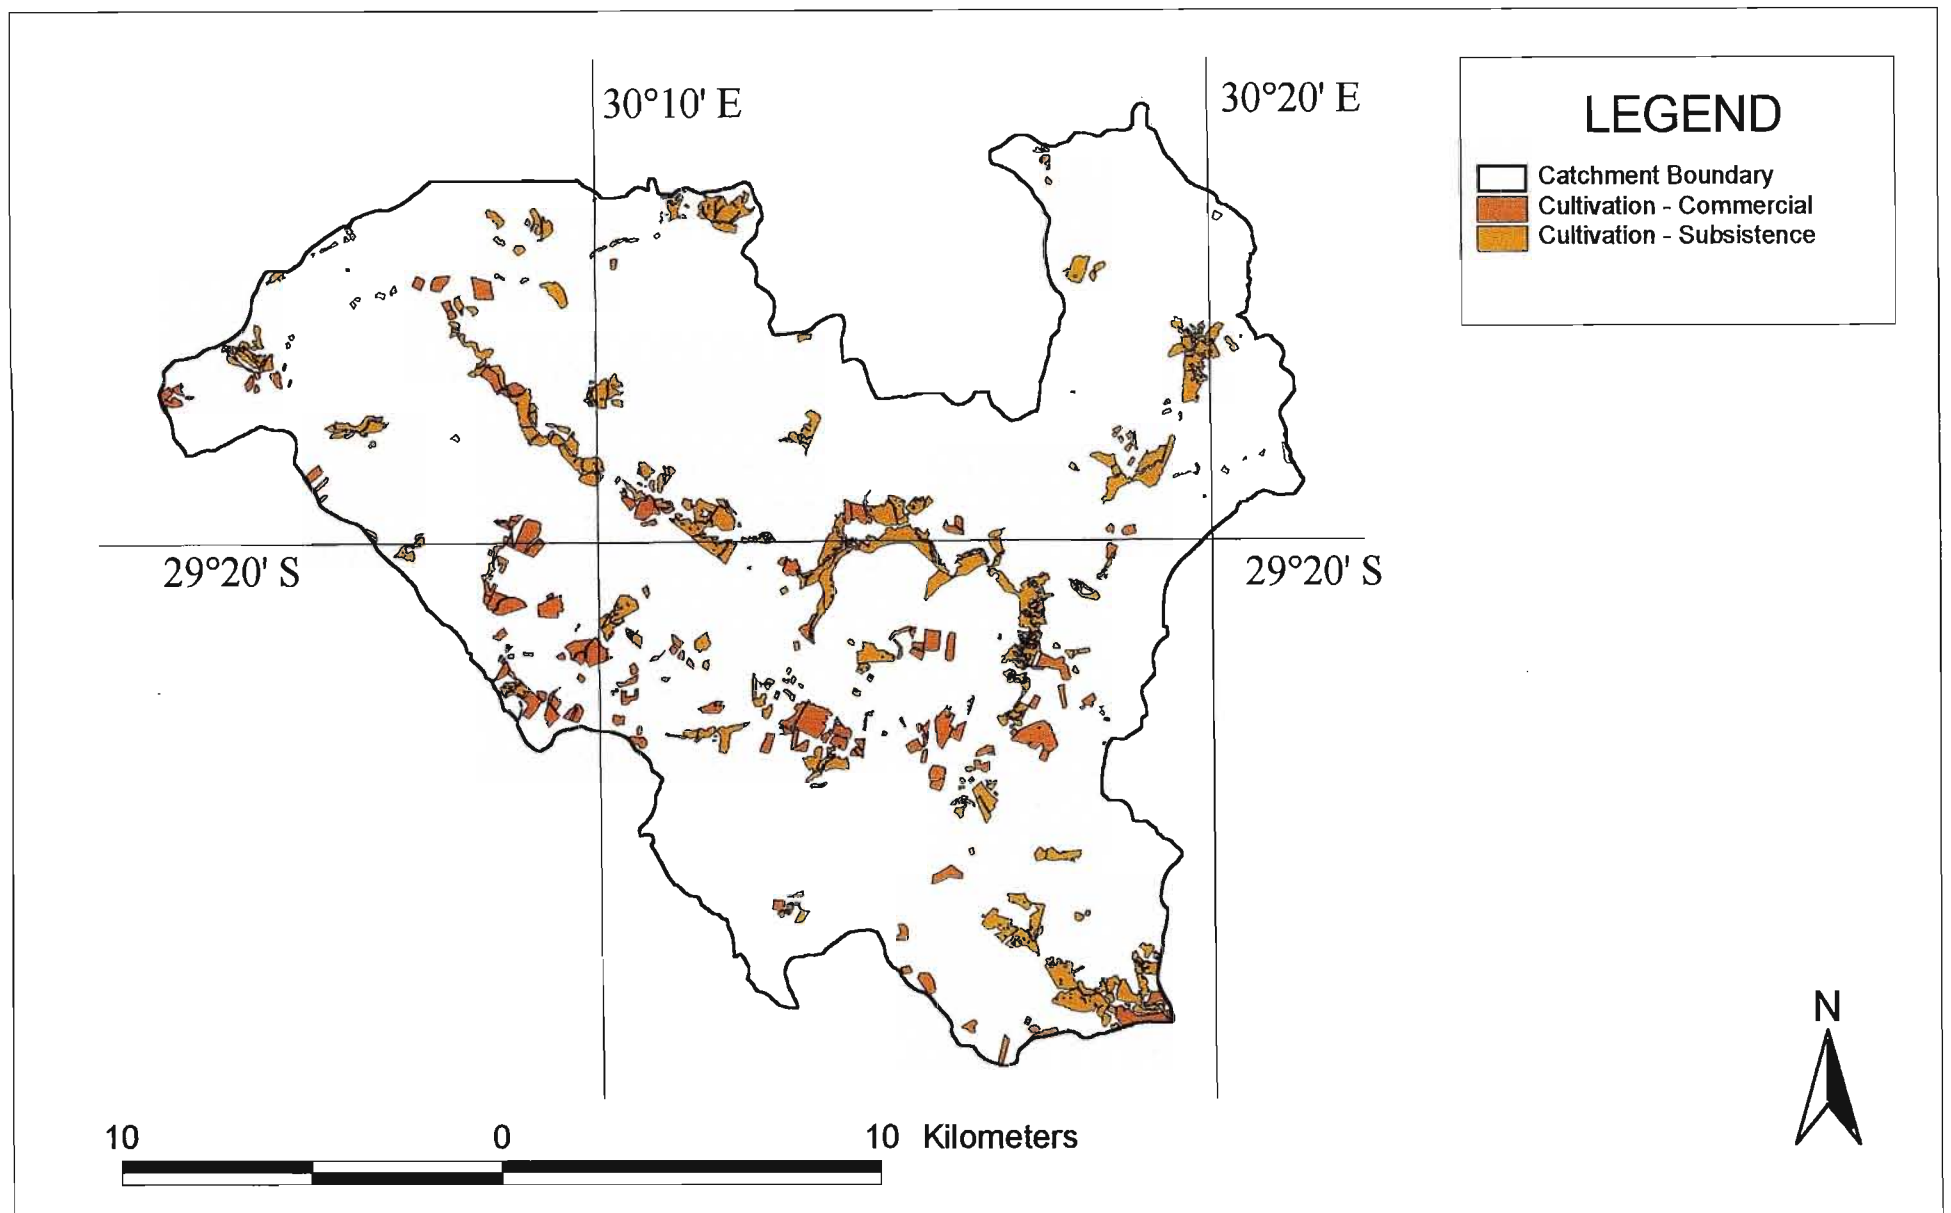 30°10' E
30°20' E
LEGEND
Catchment Boundary
Cultivation - Commercial
Cultivation - Subsistence
29°20' S
29°20' S
N
10 0 10 Kilometers